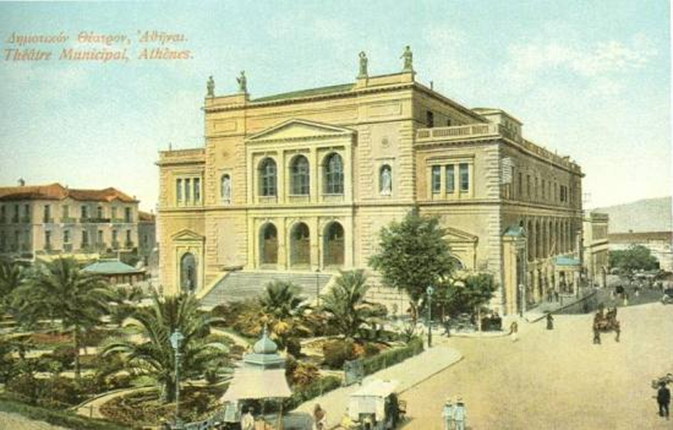 Δημοτικόν Θέατρον, Ἀθῆναι.
Théâtre Municipal, Athènes.